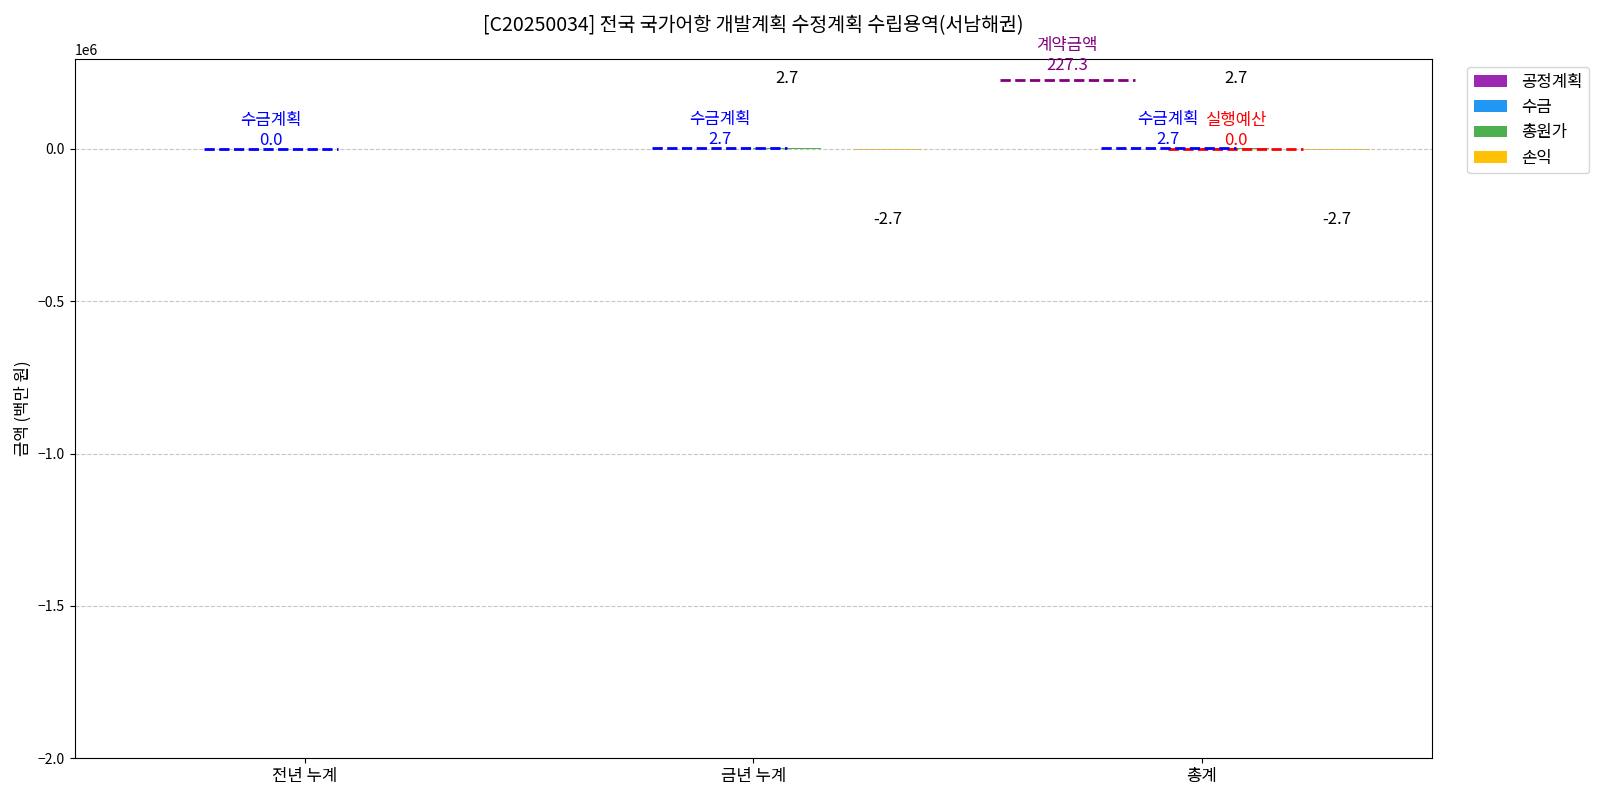 [C20250034] 전국 국가어항 개발계획 수정계획 수립용역(서남해권)
1e6
계약금액
227.3
2.7
2.7
수금계획
0.0
수금계획
2.7
수금계획
2.7
실행예산
0.0
-2.7
-2.7
0.0
−0.5
−1.0
−1.5
−2.0
금액 (백만 원)
전년 누계
금년 누계
총계
공정계획
수금
총원가
손익